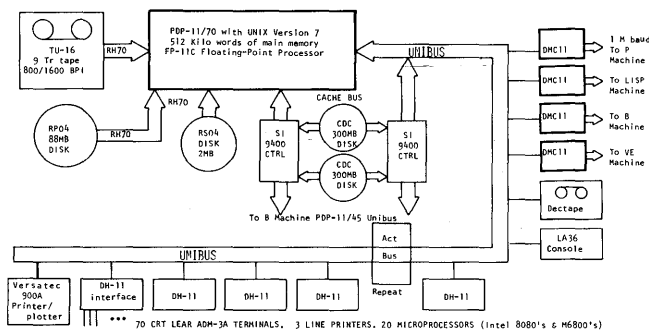 TU-16
9 Tr tape
800/1600 BPI
RH70
PDP-11/70 with UNIX Version 7
512 Kilo words of main memory
FP-11C Floating-Point Processor
UNIBUS
DMC11
1 M baud
To P
Machine
DMC11
To LISP
Machine
DMC11
To B
Machine
DMC11
To VE
Machine
RP04
88MB
DISK
RH70
RH70
RS04
DISK
2MB
CACHE BUS
SI
9400
CTRL
CDC
300MB
DISK
CDC
300MB
DISK
SI
9400
CTRL
Dectape
LA36
Console
To B Machine PDP-11/45 Unibus
UNIBUS
Act
Bus
Repeat
Versatec
900A
Printer/
plotter
DH-11
interface
DH-11
DH-11
DH-11
DH-11
70 CRT LEAR ADM-3A TERMINALS, 3 LINE PRINTERS, 20 MICROPROCESSORS (Intel 8080's & M6800's)